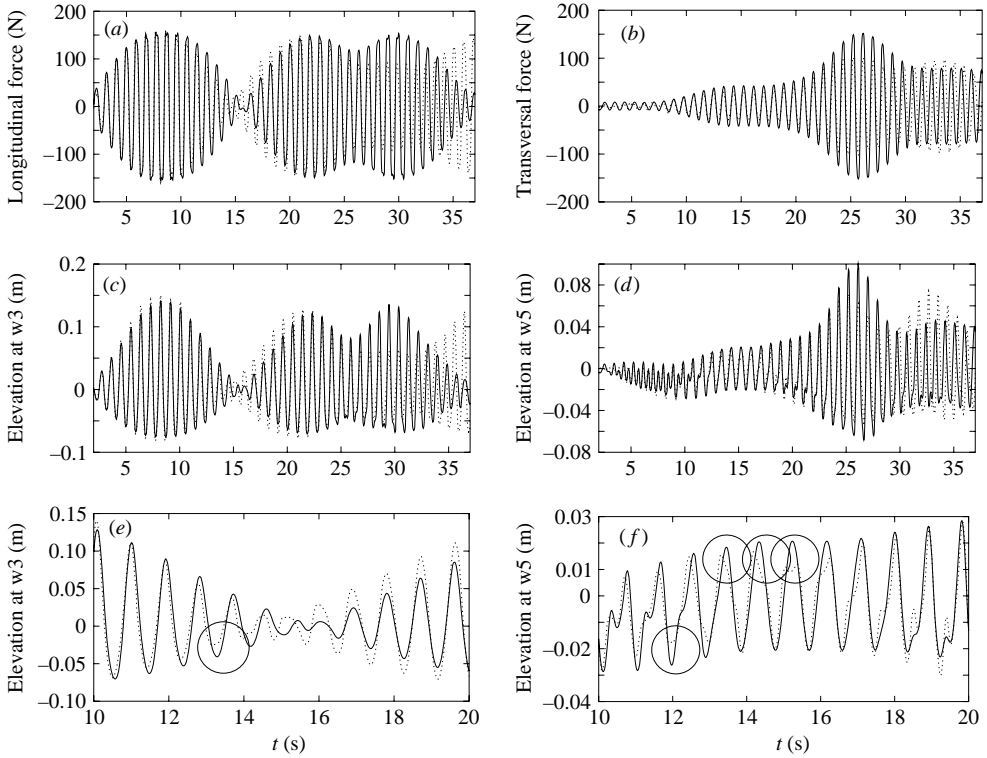 200
100
0
−100
−200
Longitudinal force (N)
(a)
5 10 15 20 25 30 35
200
100
0
−100
−200
Transversal force (N)
(b)
5 10 15 20 25 30 35
0.2
0.1
0
−0.1
Elevation at w3 (m)
(c)
5 10 15 20 25 30 35
0.08
0.04
0
−0.04
−0.08
Elevation at w5 (m)
(d)
5 10 15 20 25 30 35
0.15
0.10
0.05
0
−0.05
−0.10
Elevation at w3 (m)
(e)
10 12 14 16 18 20
t (s)
0.03
0.01
0
−0.02
−0.04
Elevation at w5 (m)
(f)
10 12 14 16 18 20
t (s)